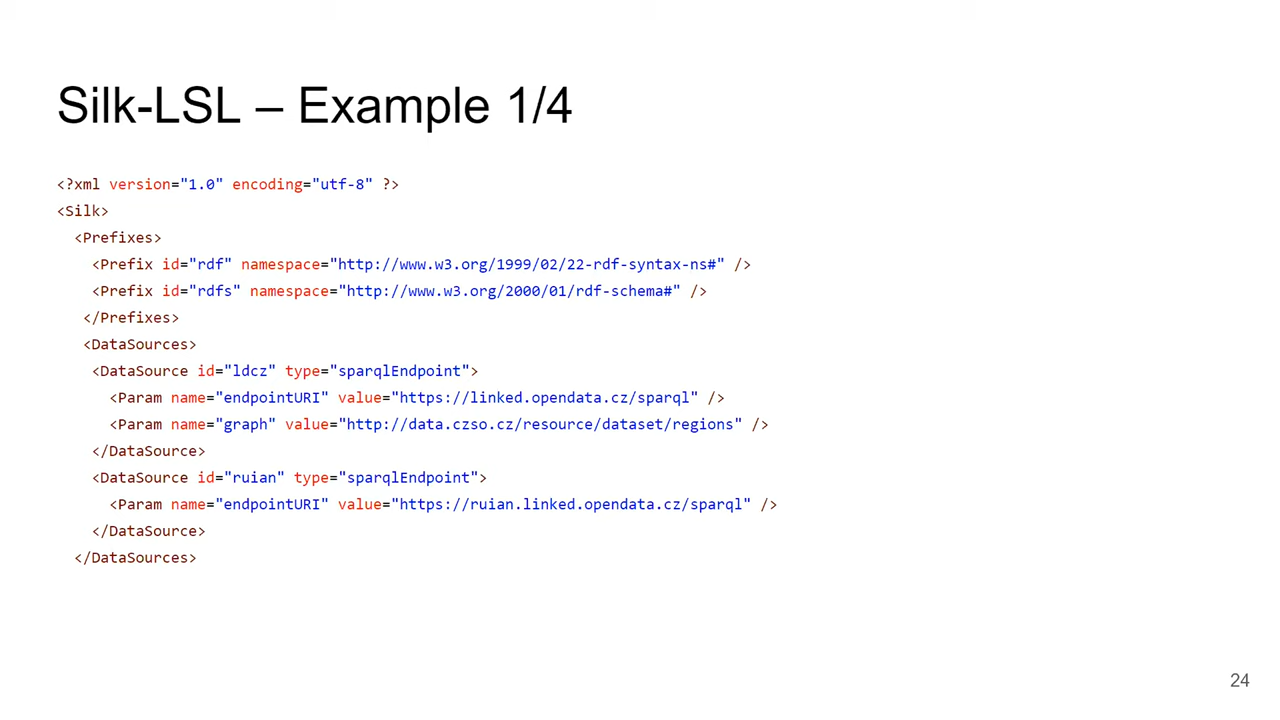 Silk-LSL – Example 1/4
<?xml version="1.0" encoding="utf-8" ?>
<Silk>
<Prefixes>
<Prefix id="rdf" namespace="http://www.w3.org/1999/02/22-rdf-syntax-ns#" />
<Prefix id="rdfs" namespace="http://www.w3.org/2000/01/rdf-schema#" />
</Prefixes>
<DataSources>
<DataSource id="ldcz" type="sparqlEndpoint">
<Param name="endpointURI" value="https://linked.opendata.cz/sparql" />
<Param name="graph" value="http://data.czso.cz/resource/dataset/regions" />
</DataSource>
<DataSource id="ruian" type="sparqlEndpoint">
<Param name="endpointURI" value="https://ruian.linked.opendata.cz/sparql" />
</DataSource>
</DataSources>
24